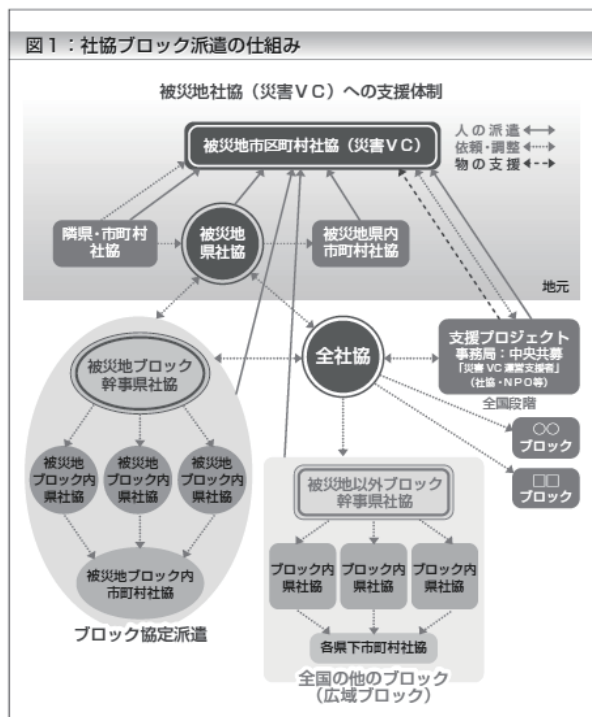 図1：社協ブロック派遣の仕組み
被災地社協（災害VC）への支援体制
被災地市区町村社協（災害VC）
人の派遣
依頼・調整
物の支援
隣県・市町村
社協
被災地
県社協
被災地県内
市町村社協
地元
被災地ブロック
幹事県社協
全社協
支援プロジェクト
事務局：中央共募
「災害VC運営支援者」
（社協・NPO等）
全国段階
○○
ブロック
□□
ブロック
被災地
ブロック内
県社協
被災地
ブロック内
県社協
被災地
ブロック内
県社協
被災地ブロック内
市町村社協
ブロック協定派遣
被災地以外ブロック
幹事県社協
ブロック内
県社協
ブロック内
県社協
ブロック内
県社協
各県下市町村社協
全国の他のブロック
（広域ブロック）